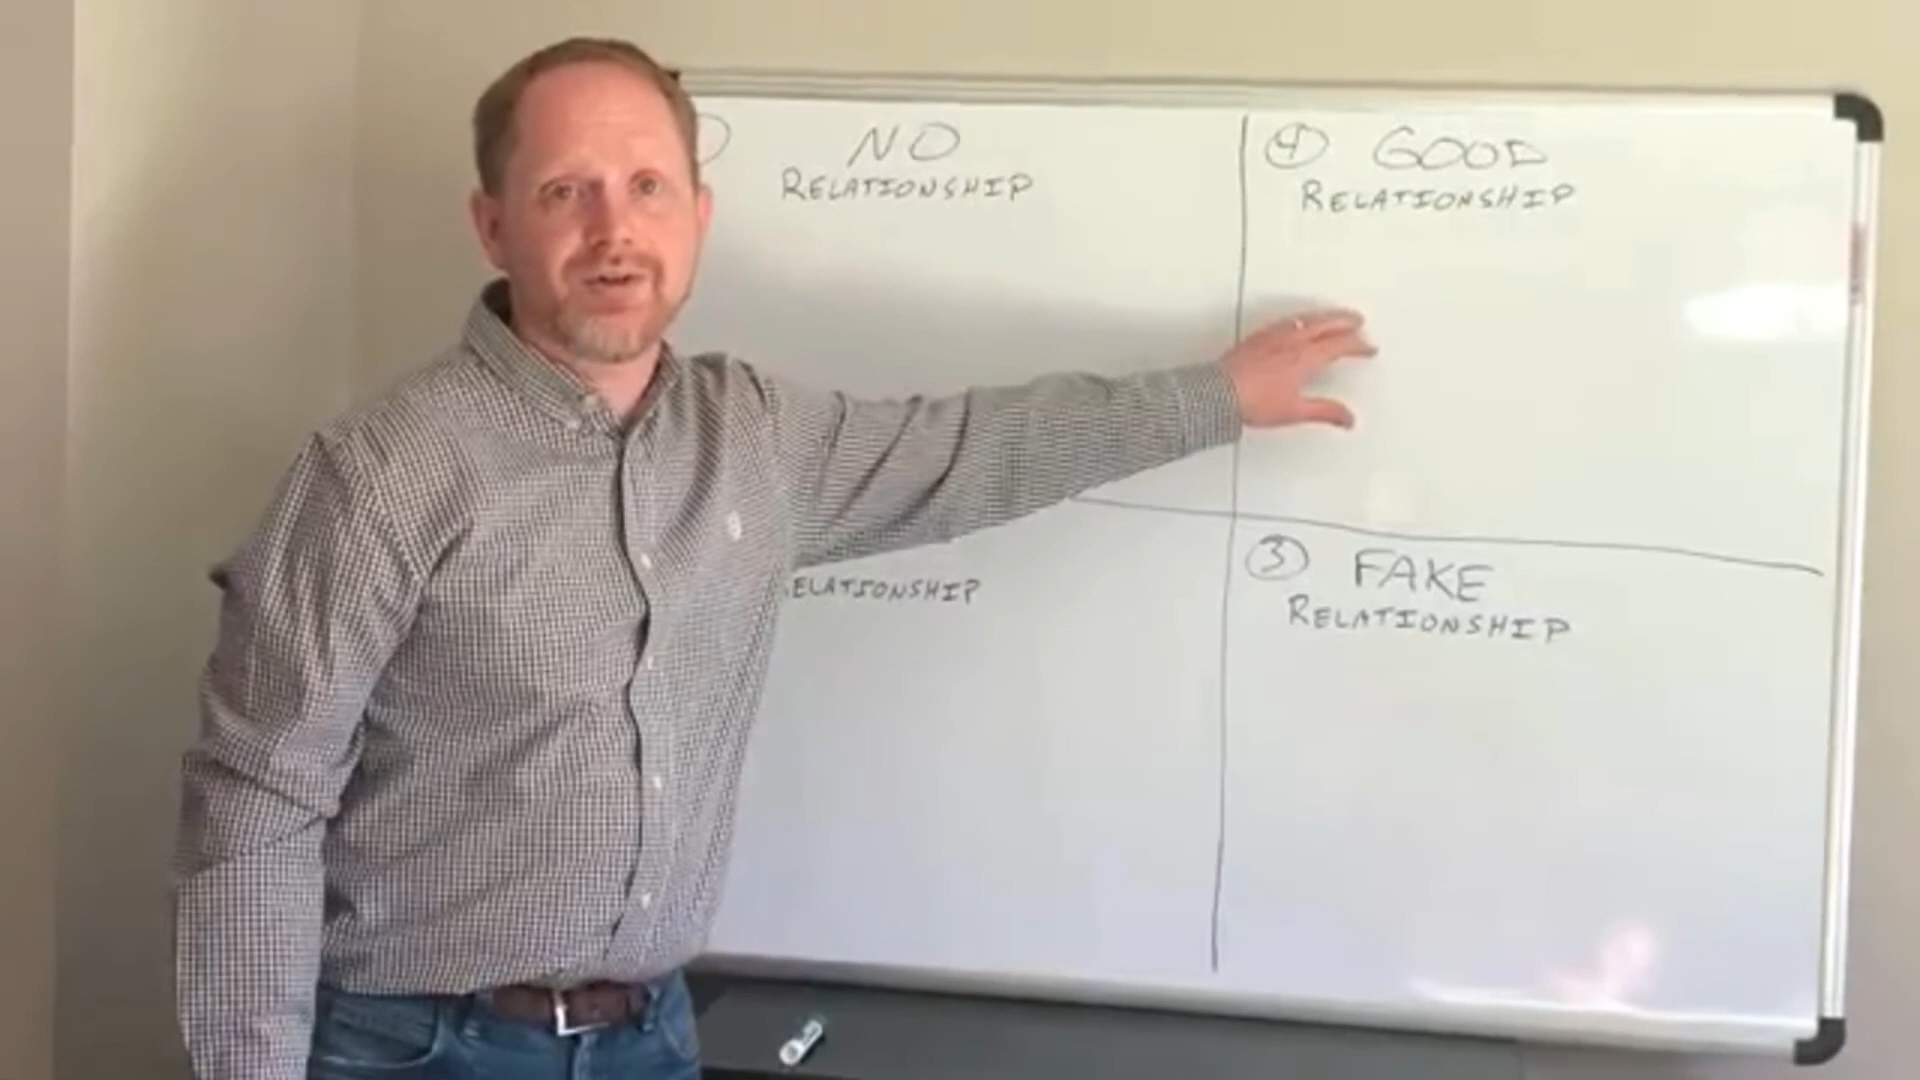 NO
RELATIONSHIP
④ GOOD
RELATIONSHIP
ELATIONSHIP
③ FAKE
RELATIONSHIP